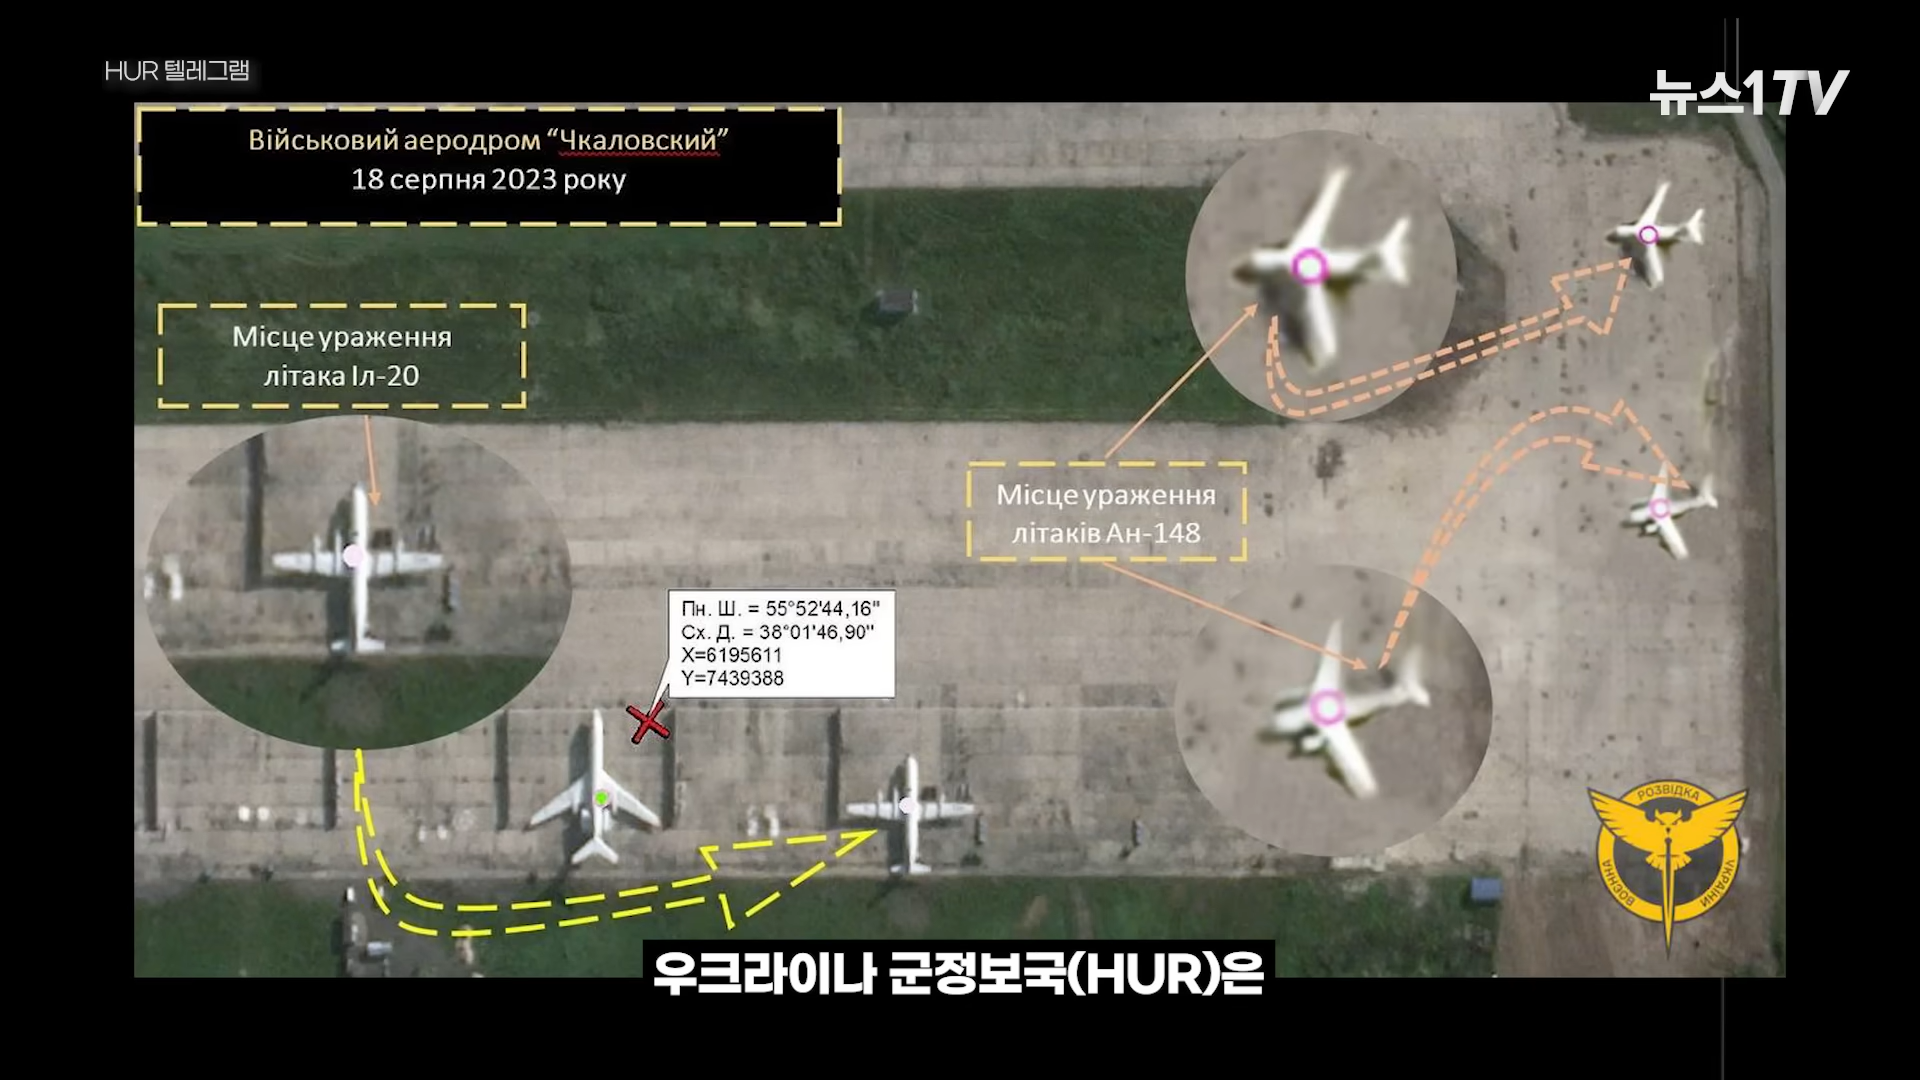 HUR 텔레그램
뉴스1TV
Військовий аеродром “Чкаловский”
18 серпня 2023 року
Місце ураження
літака Іл-20
Місце ураження
літаків Ан-148
Пн. Ш. = 55°52'44,16"
Сх. Д. = 38°01'46,90"
X=6195611
Y=7439388
РОЗВІДКА
ВОЄННА
УКРАЇНИ
우크라이나 군정보국(HUR)은